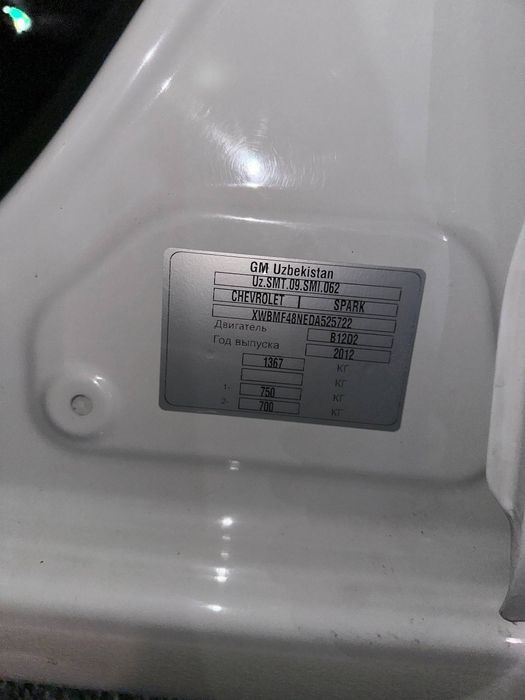 GM Uzbekistan
Uz.SMT.09.SMI.062
CHEVROLET SPARK
XWBMF48NEDA525722
Двигатель B12D2
Год выпуска 2012
1367 КГ
КГ
1- 750 КГ
2- 700 КГ